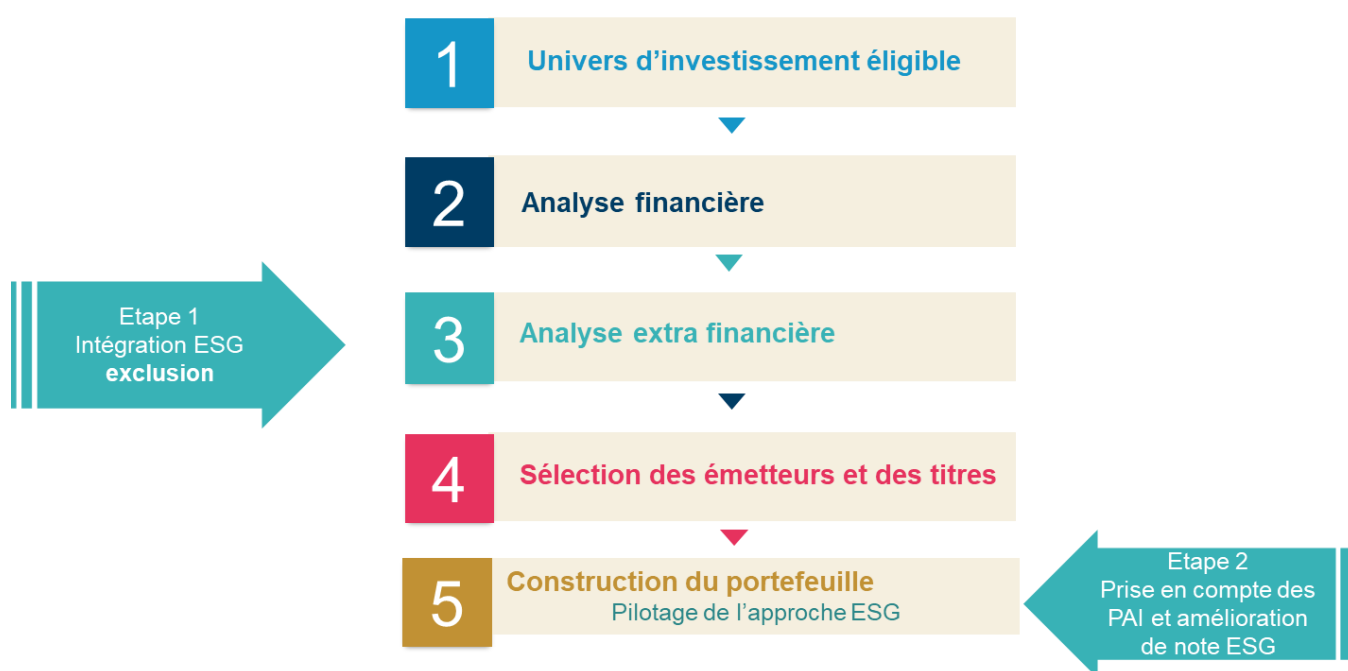 1
Univers d’investissement éligible
2
Analyse financière
Etape 1
Intégration ESG
exclusion
3
Analyse extra financière
4
Sélection des émetteurs et des titres
5
Construction du portefeuille
Pilotage de l’approche ESG
Etape 2
Prise en compte des
PAI et amélioration
de note ESG